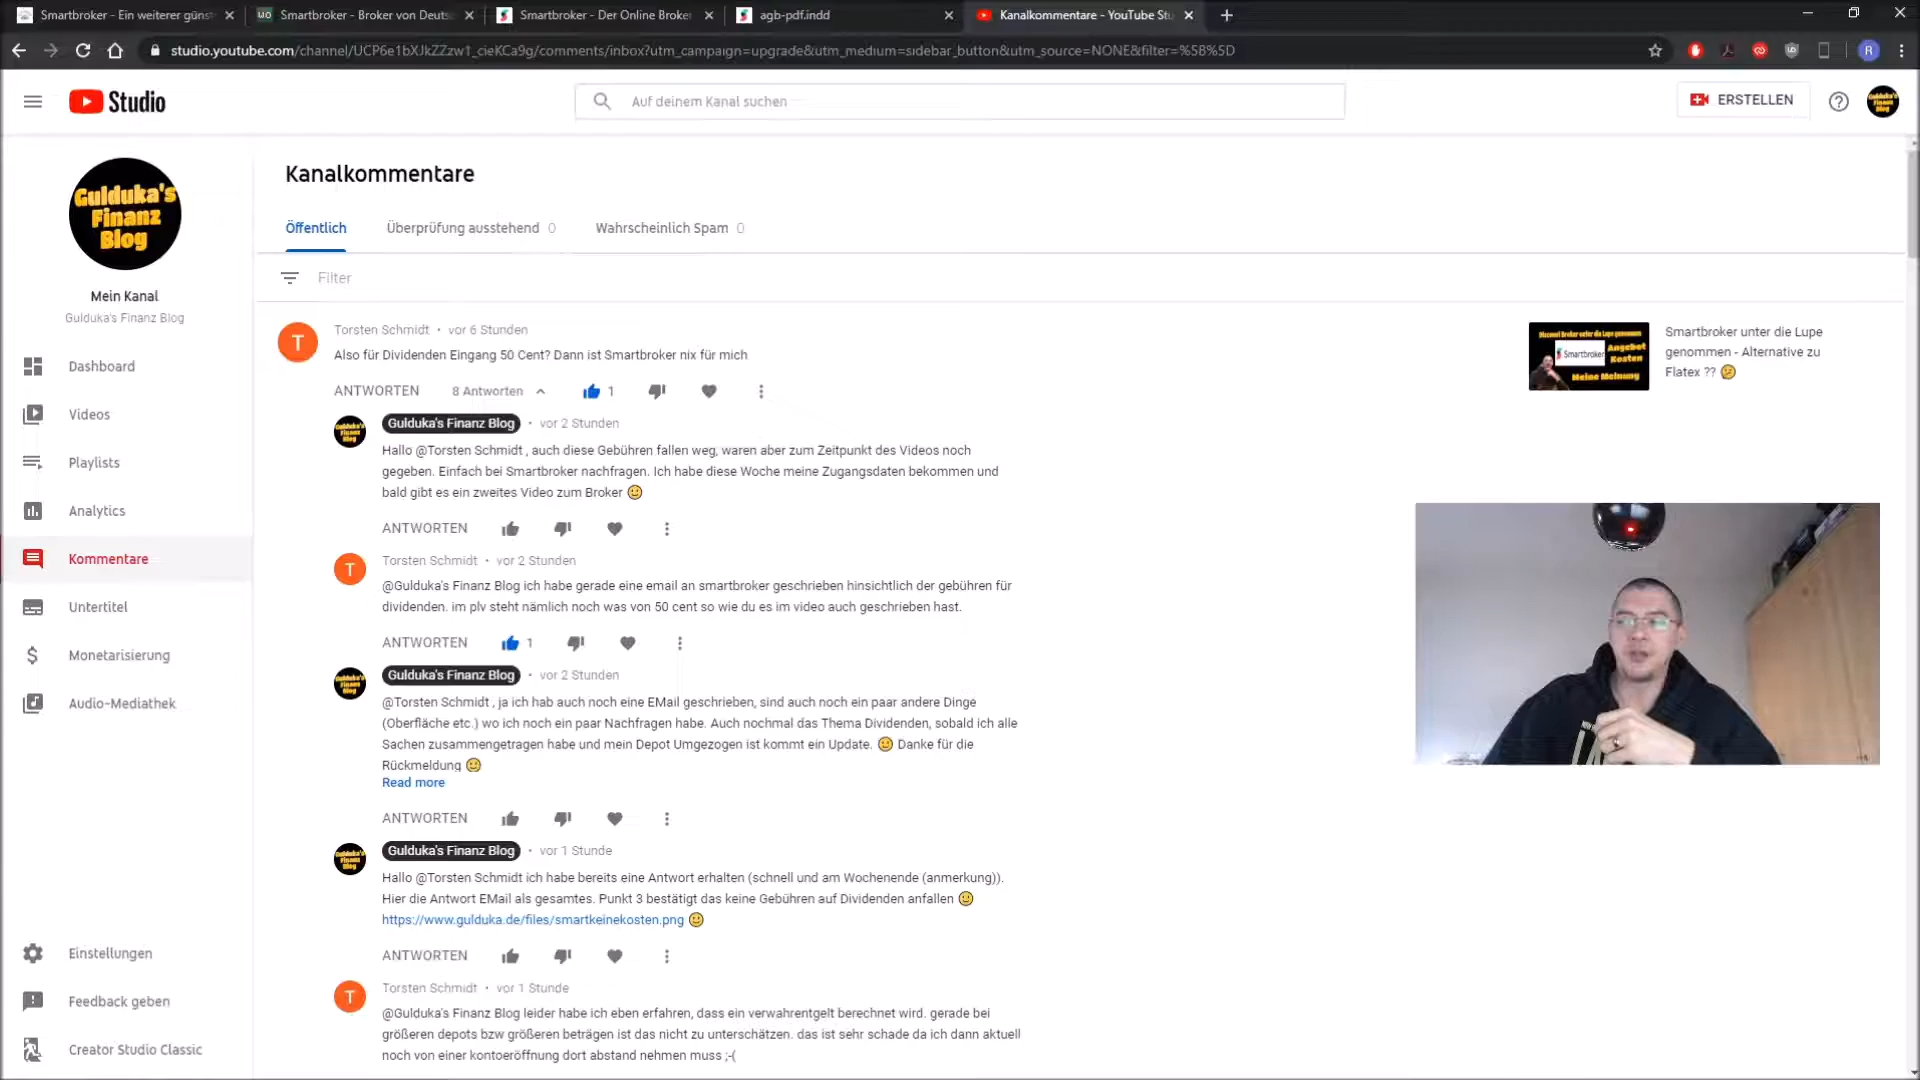 Smartbroker - Ein weiterer günst
Smartbroker - Broker von Deutsc
Smartbroker - Der Online Broker
agb-pdf.indd
Kanalkommentare - YouTube Stu
studio.youtube.com/channel/UCP6e1bXJkZZzw1_cieKCa9g/comments/inbox?utm_campaign=upgrade&utm_medium=sidebar_button&utm_source=NONE&filter=%5B%5D
R
Studio
Auf deinem Kanal suchen
ERSTELLEN
Gulduka's
Finanz
Blog
Mein Kanal
Gulduka's Finanz Blog
Dashboard
Videos
Playlists
Analytics
Kommentare
Untertitel
Monetarisierung
Audio-Mediathek
Einstellungen
Feedback geben
Creator Studio Classic
Kanalkommentare
Öffentlich
Überprüfung ausstehend 0
Wahrscheinlich Spam 0
Filter
T
Torsten Schmidt • vor 6 Stunden
Also für Dividenden Eingang 50 Cent? Dann ist Smartbroker nix für mich
ANTWORTEN 8 Antworten 1
Smartbroker
Angebot
Kosten
Meine Meinung
Smartbroker unter die Lupe
genommen - Alternative zu
Flatex ?? 🤔
Gulduka's Finanz Blog • vor 2 Stunden
Hallo @Torsten Schmidt , auch diese Gebühren fallen weg, waren aber zum Zeitpunkt des Videos noch
gegeben. Einfach bei Smartbroker nachfragen. Ich habe diese Woche meine Zugangsdaten bekommen und
bald gibt es ein zweites Video zum Broker 🙂
ANTWORTEN
T
Torsten Schmidt • vor 2 Stunden
@Gulduka's Finanz Blog ich habe gerade eine email an smartbroker geschrieben hinsichtlich der gebühren für
dividenden. im plv steht nämlich noch was von 50 cent so wie du es im video auch geschrieben hast.
ANTWORTEN 1
Gulduka's Finanz Blog • vor 2 Stunden
@Torsten Schmidt , ja ich hab auch noch eine EMail geschrieben, sind auch noch ein paar andere Dinge
(Oberfläche etc.) wo ich noch ein paar Nachfragen habe. Auch nochmal das Thema Dividenden, sobald ich alle
Sachen zusammengetragen habe und mein Depot Umgezogen ist kommt ein Update. 🙂 Danke für die
Rückmeldung 🙂
Read more
ANTWORTEN
Gulduka's Finanz Blog • vor 1 Stunde
Hallo @Torsten Schmidt ich habe bereits eine Antwort erhalten (schnell und am Wochenende (anmerkung)).
Hier die Antwort EMail als gesamtes. Punkt 3 bestätigt das keine Gebühren auf Dividenden anfallen 🙂
https://www.gulduka.de/files/smartkeinekosten.png 🙂
ANTWORTEN
T
Torsten Schmidt • vor 1 Stunde
@Gulduka's Finanz Blog leider habe ich eben erfahren, dass ein verwahrentgelt berechnet wird. gerade bei
größeren depots bzw größeren beträgen ist das nicht zu unterschätzen. das ist sehr schade da ich dann aktuell
noch von einer kontoeröffnung dort abstand nehmen muss ;-(